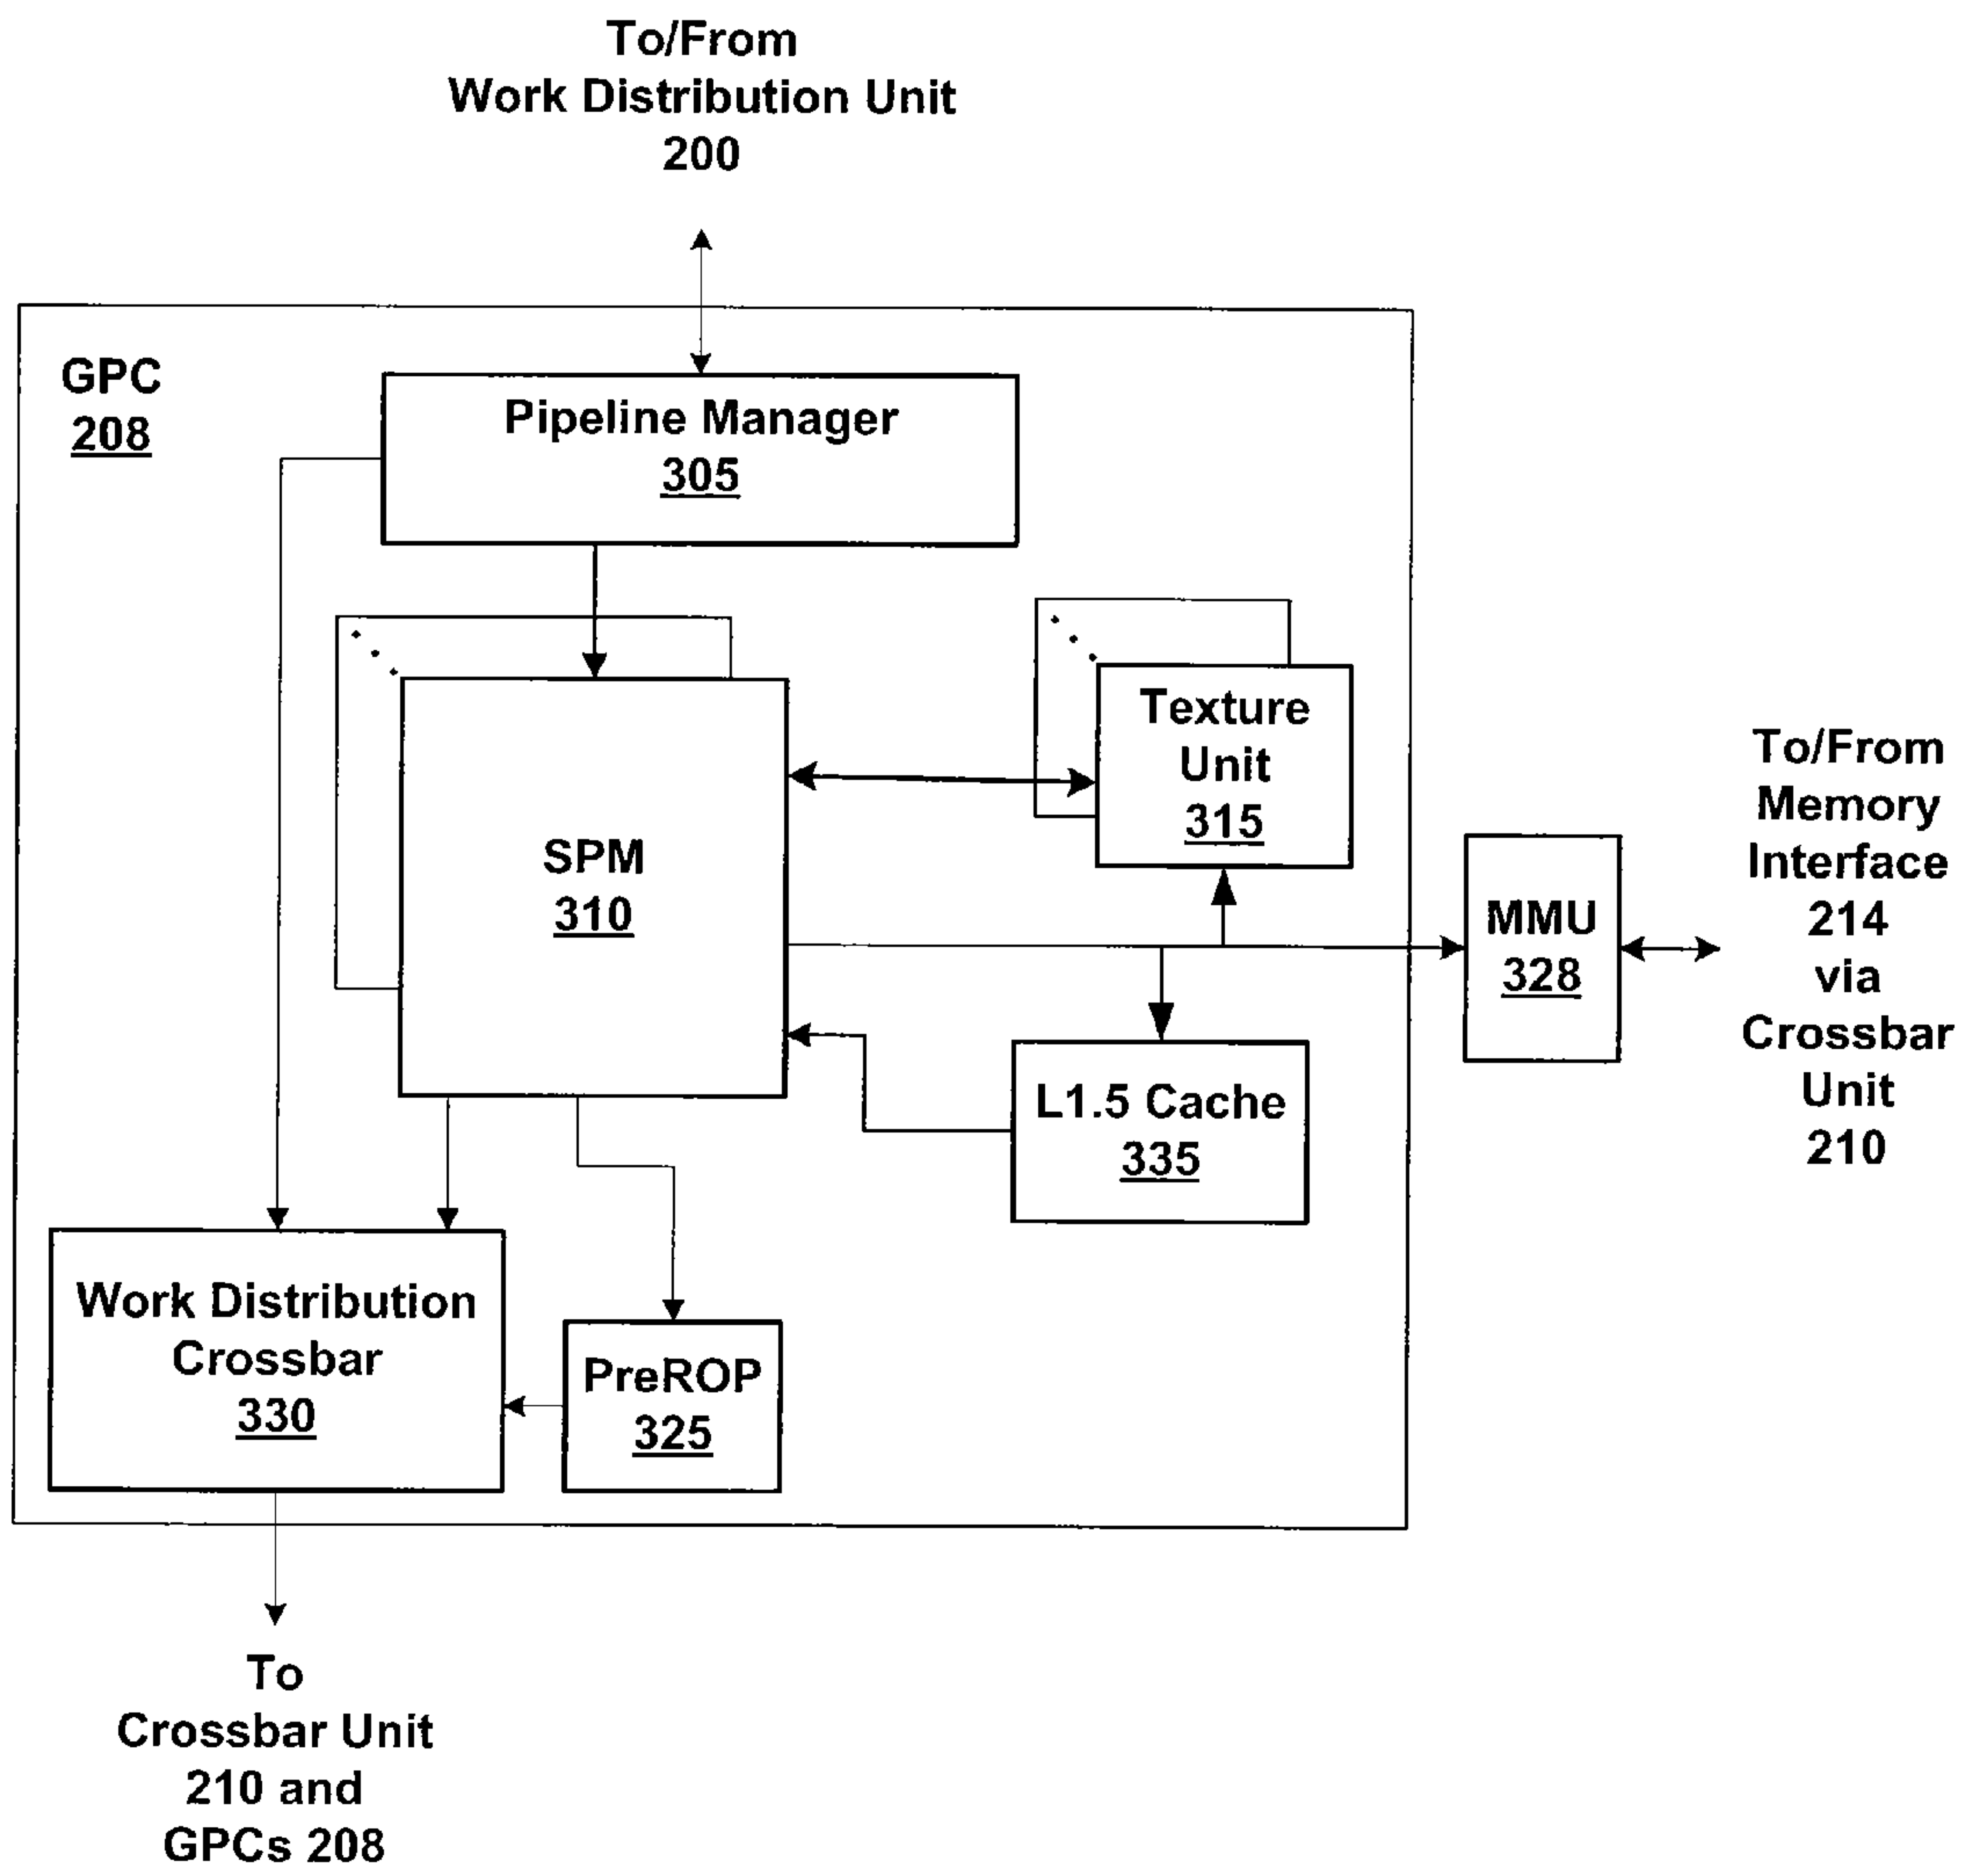 To/From
Work Distribution Unit
200
GPC
208
Pipeline Manager
305
Texture
Unit
315
SPM
310
To/From
Memory
Interface
214
via
Crossbar
Unit
210
MMU
328
L1.5 Cache
335
Work Distribution
Crossbar
330
PreROP
325
To
Crossbar Unit
210 and
GPCs 208